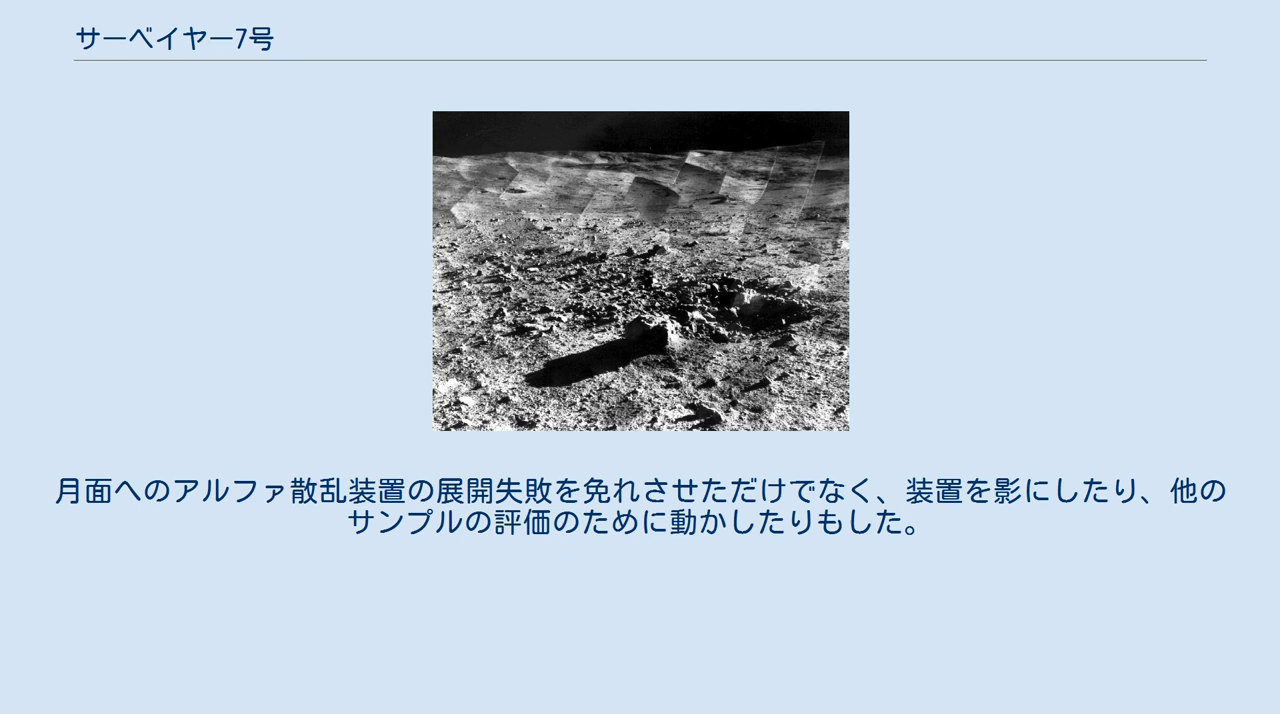 サーベイヤー7号
月面へのアルファ散乱装置の展開失敗を免れさせただけでなく、装置を影にしたり、他の
サンプルの評価のために動かしたりもした。